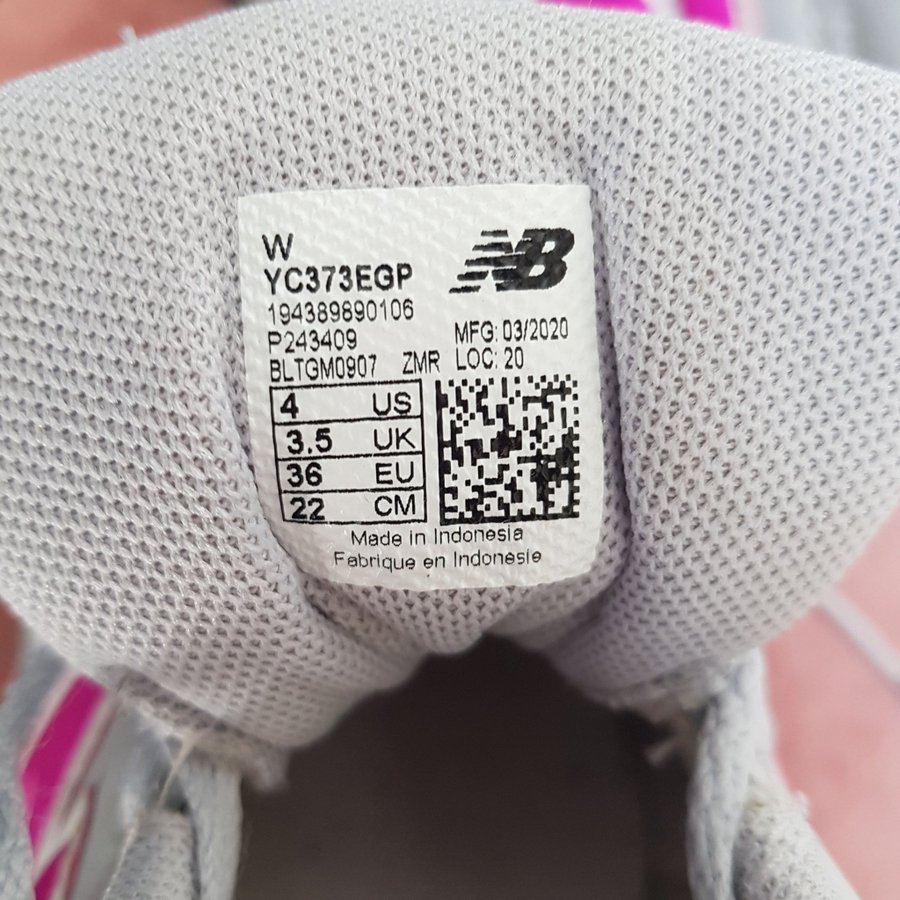 W
NB
YC373EGP
194389890106
P243409
MFG: 03/2020
BLTGM0907 ZMR LOC: 20
4 US
3.5 UK
36 EU
22 CM
Made in Indonesia
Fabrique en Indonesie